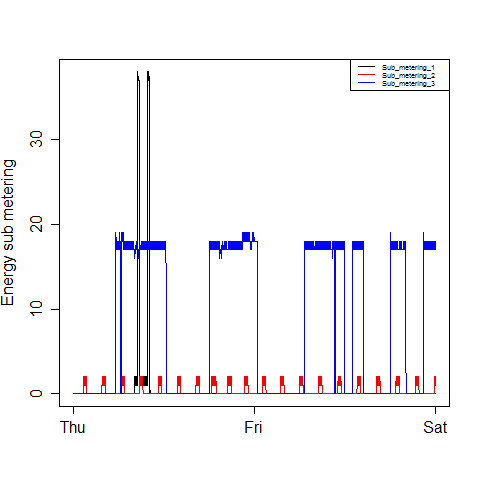 Sub_metering_1
Sub_metering_2
Sub_metering_3
Energy sub metering
30
20
10
0
Thu Fri Sat